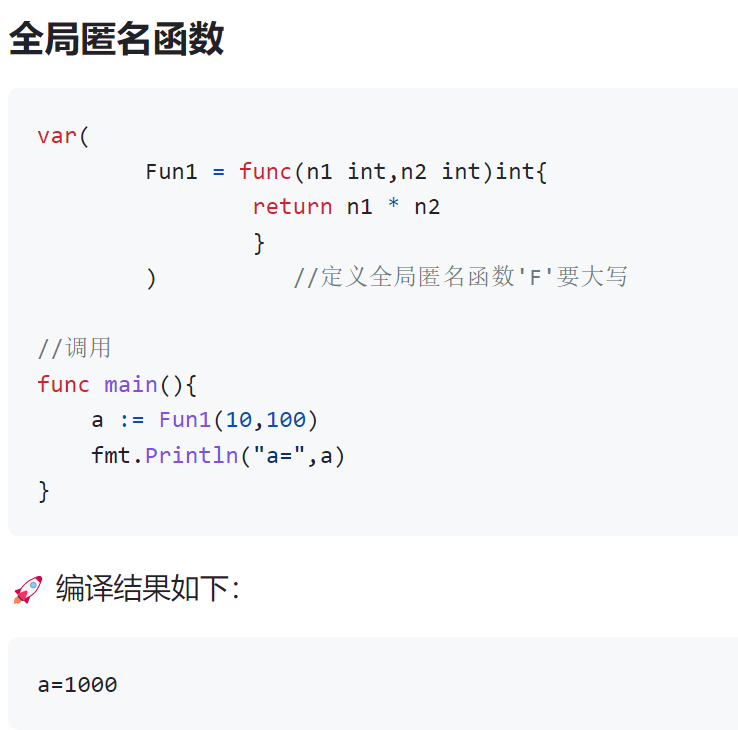 全局匿名函数
var(
        Fun1 = func(n1 int,n2 int)int{
                return n1 * n2
                }
        )          //定义全局匿名函数'F'要大写
//调用
func main(){
    a := Fun1(10,100)
    fmt.Println("a=",a)
}
🚀 编译结果如下：
a=1000